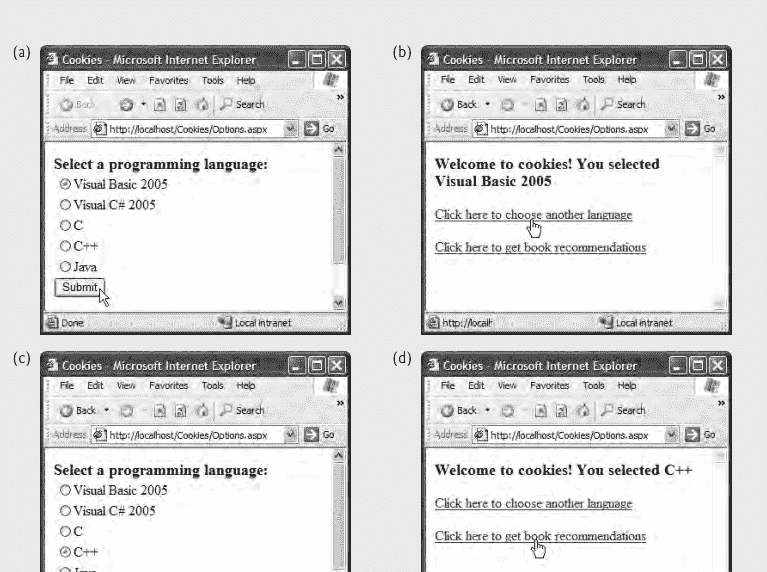 (a)
Cookies - Microsoft Internet Explorer
File Edit View Favorites Tools Help
Back Search »
Address http://localhost/Cookies/Options.aspx Go
Select a programming language:
Visual Basic 2005
Visual C# 2005
C
C++
Java
Submit
Done Local intranet
(b)
Cookies - Microsoft Internet Explorer
File Edit View Favorites Tools Help
Back Search »
Address http://localhost/Cookies/Options.aspx Go
Welcome to cookies! You selected
Visual Basic 2005
Click here to choose another language
Click here to get book recommendations
http://localh Local intranet
(c)
Cookies - Microsoft Internet Explorer
File Edit View Favorites Tools Help
Back Search »
Address http://localhost/Cookies/Options.aspx Go
Select a programming language:
Visual Basic 2005
Visual C# 2005
C
C++
Java
(d)
Cookies - Microsoft Internet Explorer
File Edit View Favorites Tools Help
Back Search »
Address http://localhost/Cookies/Options.aspx Go
Welcome to cookies! You selected C++
Click here to choose another language
Click here to get book recommendations